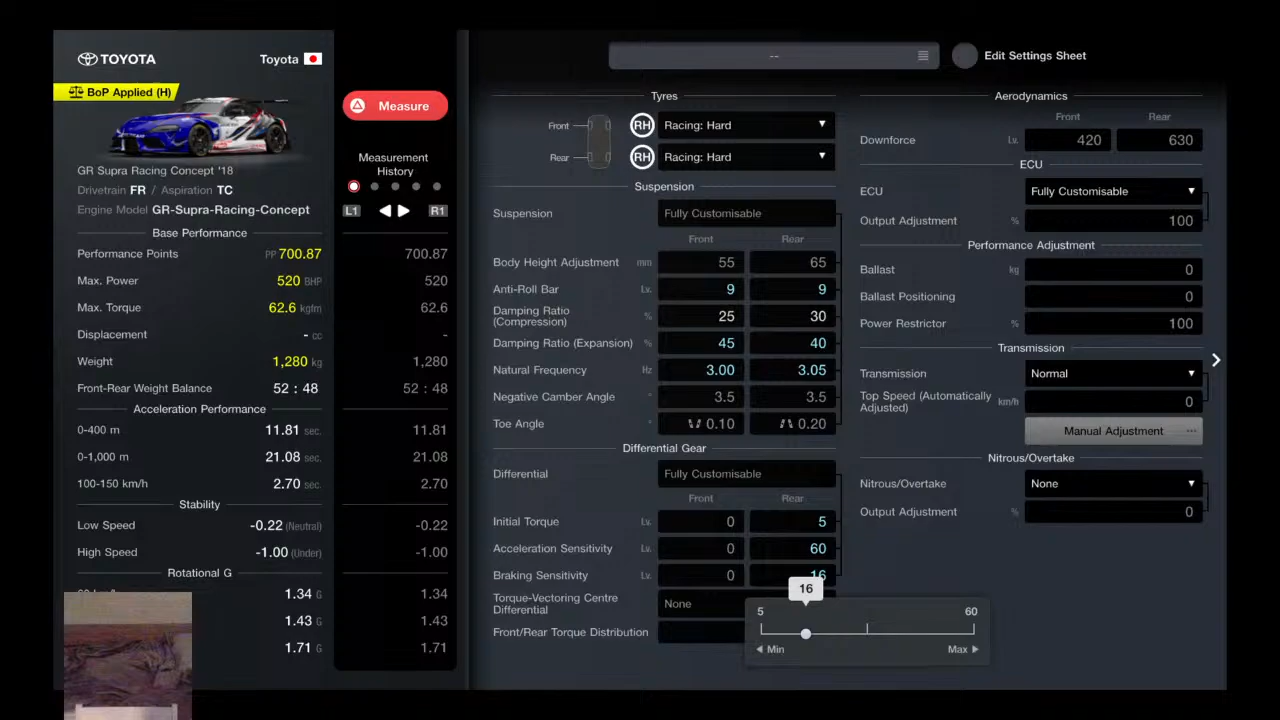 TOYOTA
Toyota
BoP Applied (H)
GR Supra Racing Concept '18
Drivetrain FR / Aspiration TC
Engine Model GR-Supra-Racing-Concept
Base Performance
Performance Points PP 700.87
Max. Power 520 BHP
Max. Torque 62.6 kgfm
Displacement - cc
Weight 1,280 kg
Front-Rear Weight Balance 52 : 48
Acceleration Performance
0-400 m 11.81 sec.
0-1,000 m 21.08 sec.
100-150 km/h 2.70 sec.
Stability
Low Speed -0.22 (Neutral)
High Speed -1.00 (Under)
Rotational G
1.34 G
1.43 G
1.71 G
Measure
Measurement
History
L1 R1
700.87
520
62.6
-
1,280
52 : 48
11.81
21.08
2.70
-0.22
-1.00
1.34
1.43
1.71
--
Edit Settings Sheet
Tyres
Front RH Racing: Hard
Rear RH Racing: Hard
Suspension
Suspension Fully Customisable
Front Rear
Body Height Adjustment mm 55 65
Anti-Roll Bar Lv. 9 9
Damping Ratio
(Compression) % 25 30
Damping Ratio (Expansion) % 45 40
Natural Frequency Hz 3.00 3.05
Negative Camber Angle ° 3.5 3.5
Toe Angle ° 0.10 0.20
Differential Gear
Differential Fully Customisable
Front Rear
Initial Torque Lv. 0 5
Acceleration Sensitivity Lv. 0 60
Braking Sensitivity Lv. 0 16
Torque-Vectoring Centre
Differential None
Front/Rear Torque Distribution
16
5 60
Min Max
Aerodynamics
Front Rear
Downforce Lv. 420 630
ECU
ECU Fully Customisable
Output Adjustment % 100
Performance Adjustment
Ballast kg 0
Ballast Positioning 0
Power Restrictor % 100
Transmission
Transmission Normal
Top Speed (Automatically
Adjusted) km/h 0
Manual Adjustment ...
Nitrous/Overtake
Nitrous/Overtake None
Output Adjustment % 0